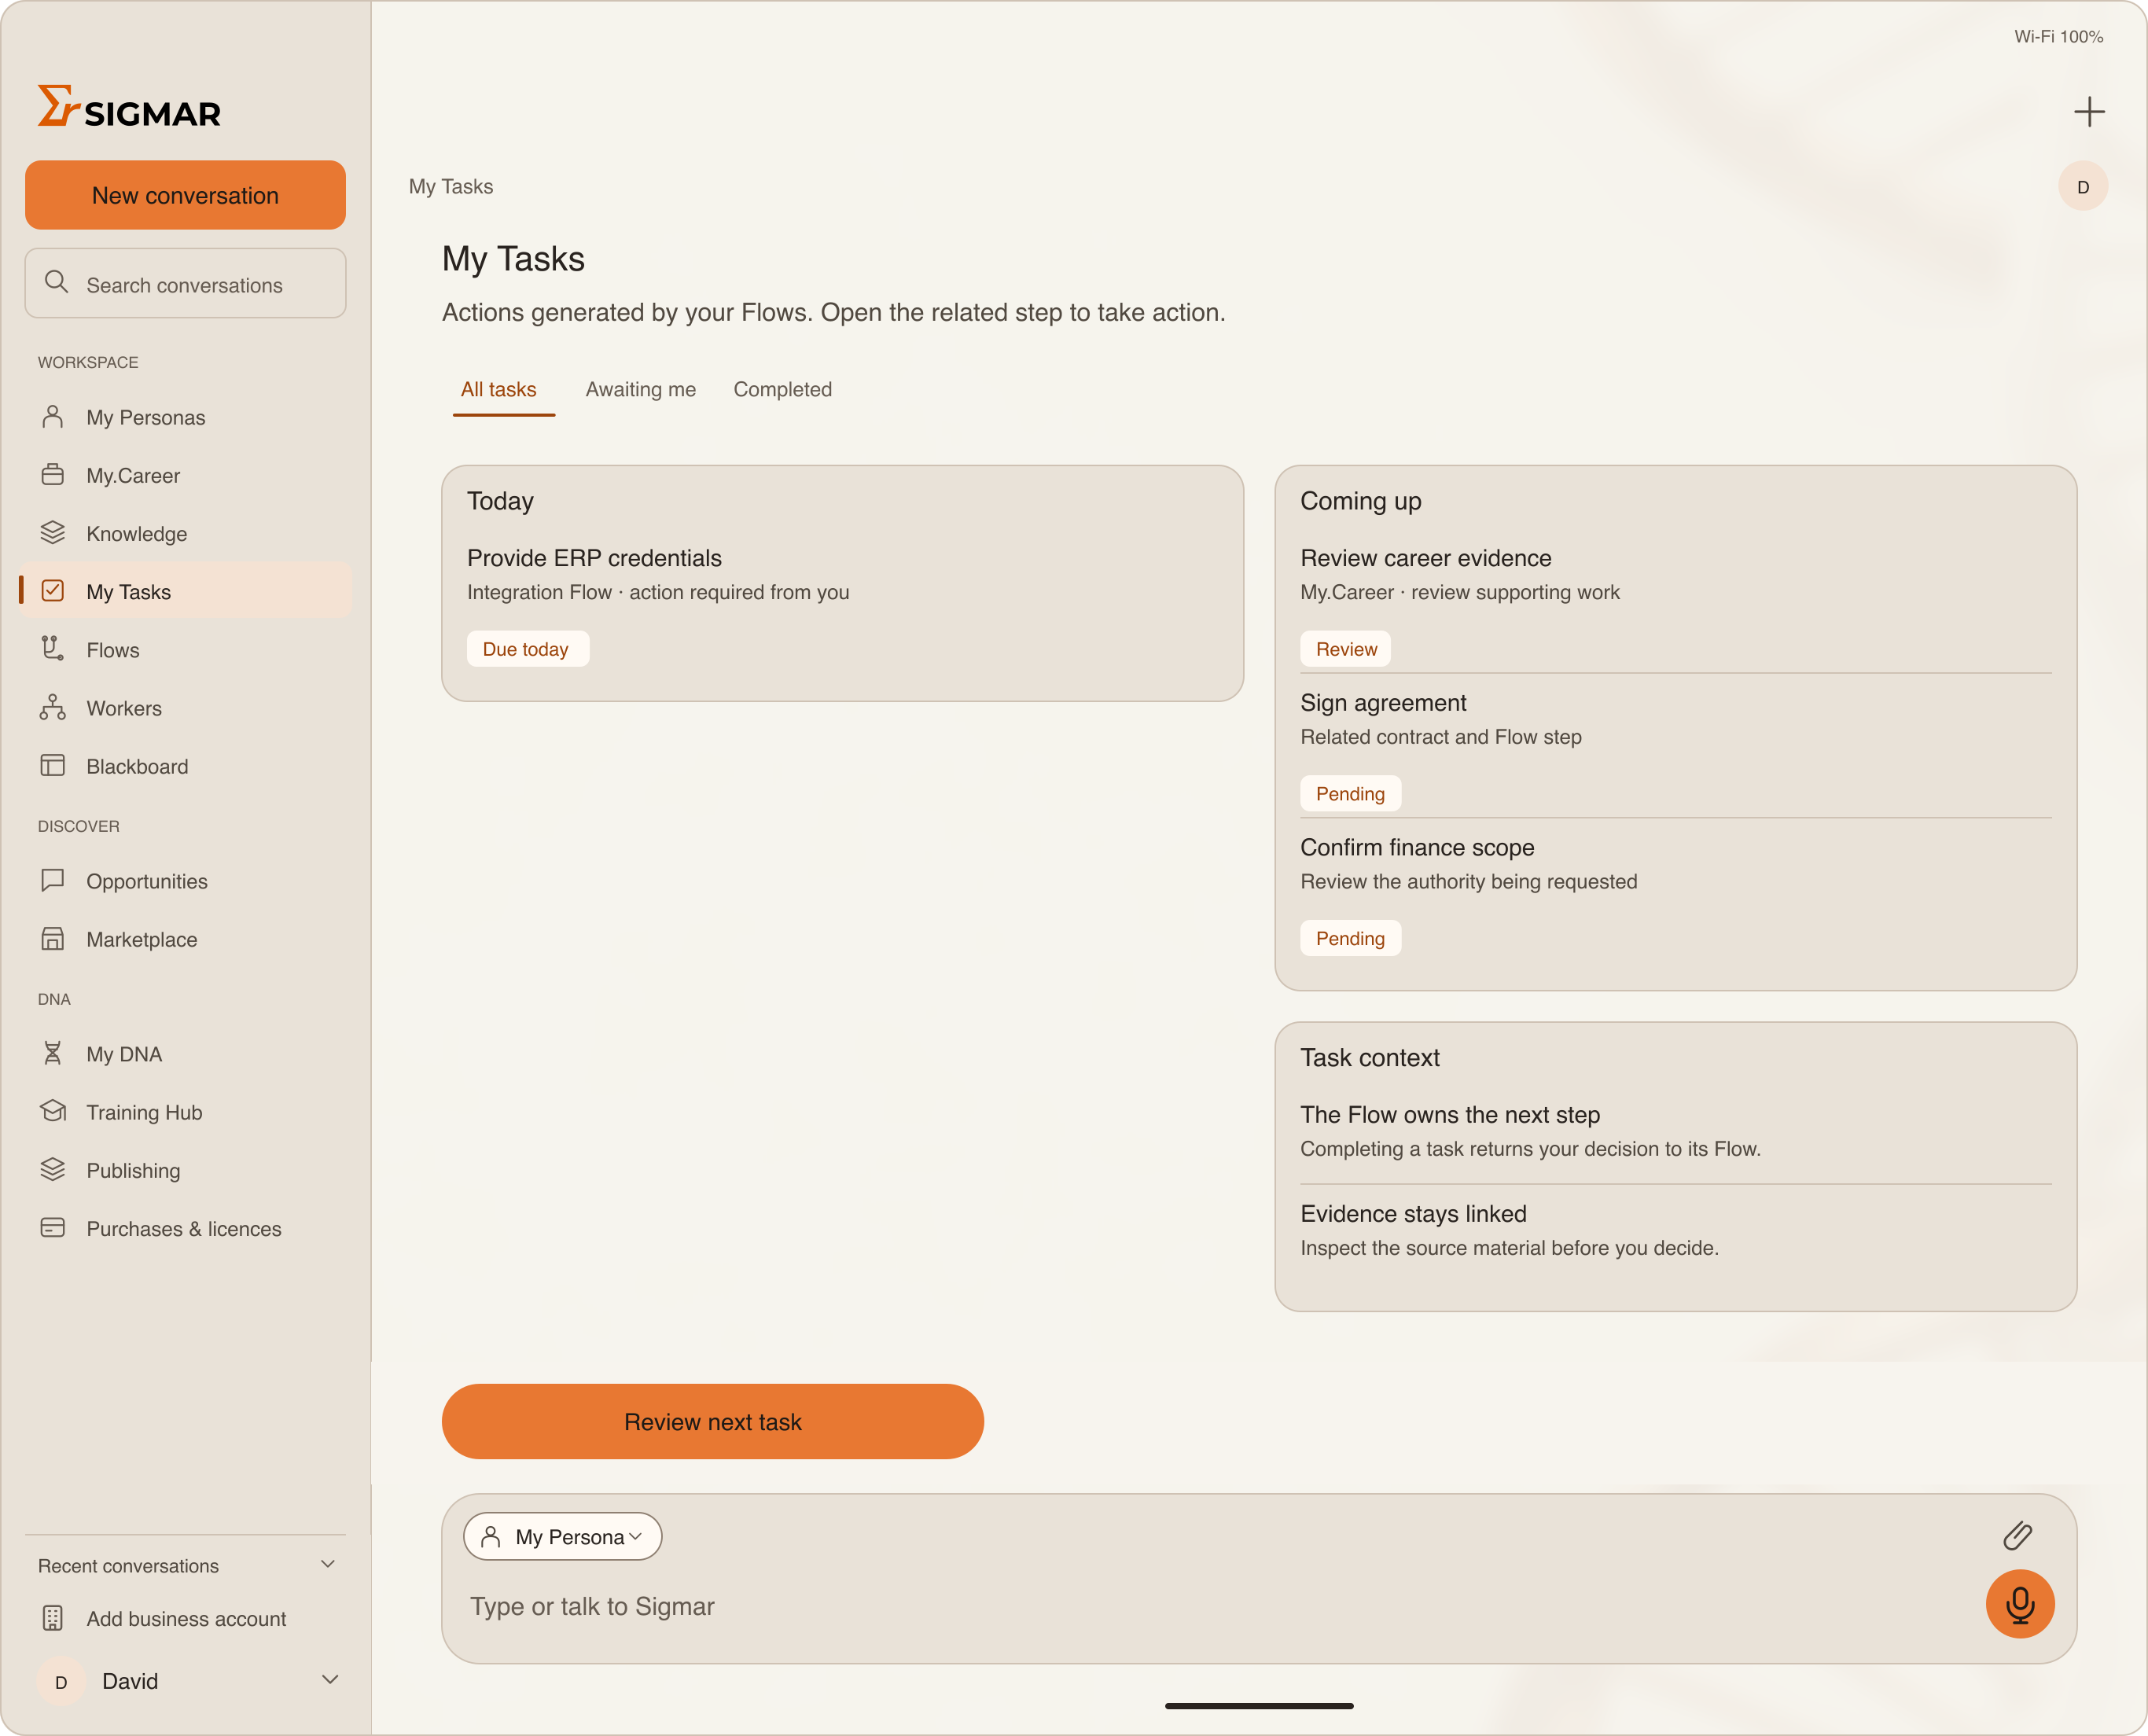 Wi-Fi 100%
Σr SIGMAR
New conversation
Search conversations
WORKSPACE
My Personas
My.Career
Knowledge
My Tasks
Flows
Workers
Blackboard
DISCOVER
Opportunities
Marketplace
DNA
My DNA
Training Hub
Publishing
Purchases & licences
Recent conversations
Add business account
D
David
My Tasks
D
My Tasks
Actions generated by your Flows. Open the related step to take action.
All tasks
Awaiting me
Completed
Today
Provide ERP credentials
Integration Flow · action required from you
Due today
Coming up
Review career evidence
My.Career · review supporting work
Review
Sign agreement
Related contract and Flow step
Pending
Confirm finance scope
Review the authority being requested
Pending
Task context
The Flow owns the next step
Completing a task returns your decision to its Flow.
Evidence stays linked
Inspect the source material before you decide.
Review next task
My Persona
Type or talk to Sigmar